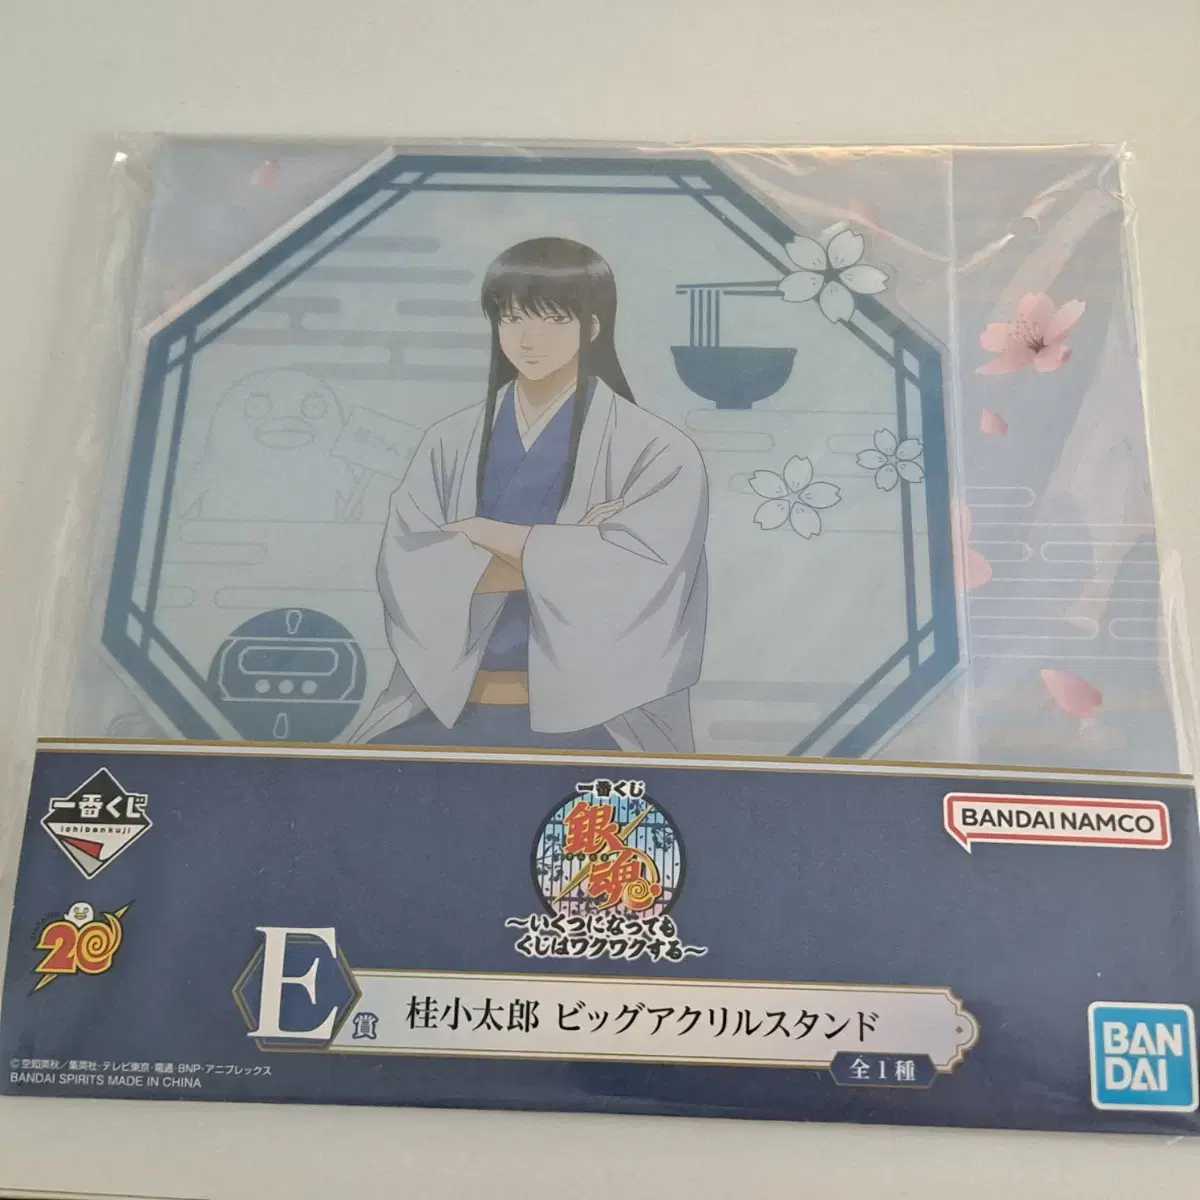 一番くじ
ichibankuji
一番くじ
銀魂
〜いくつになっても
くじはワクワクする〜
BANDAI NAMCO
20
E賞
桂小太郎 ビッグアクリルスタンド
全1種
©空知英秋／集英社・テレビ東京・電通・BNP・アニプレックス
BANDAI SPIRITS MADE IN CHINA
BAN
DAI